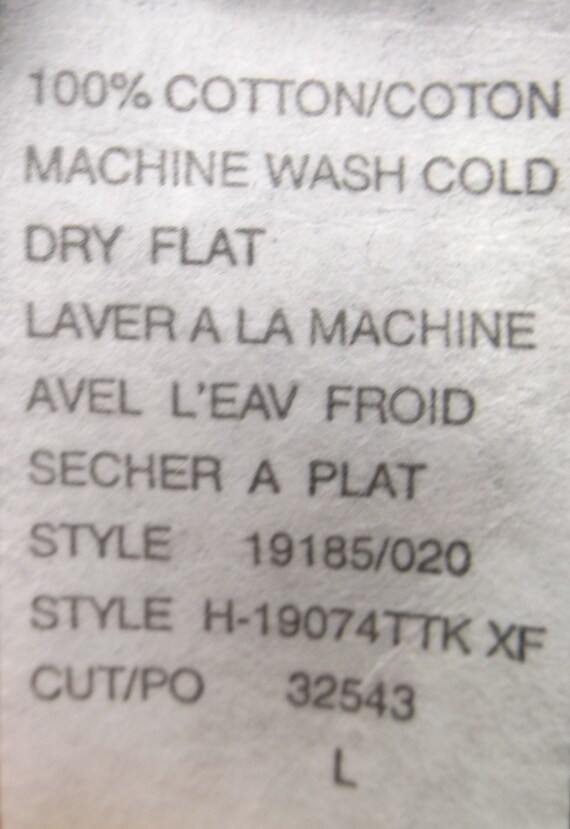 100% COTTON/COTON
MACHINE WASH COLD
DRY FLAT
LAVER A LA MACHINE
AVEL L'EAV FROID
SECHER A PLAT
STYLE 19185/020
STYLE H-19074TTK XF
CUT/PO 32543
L